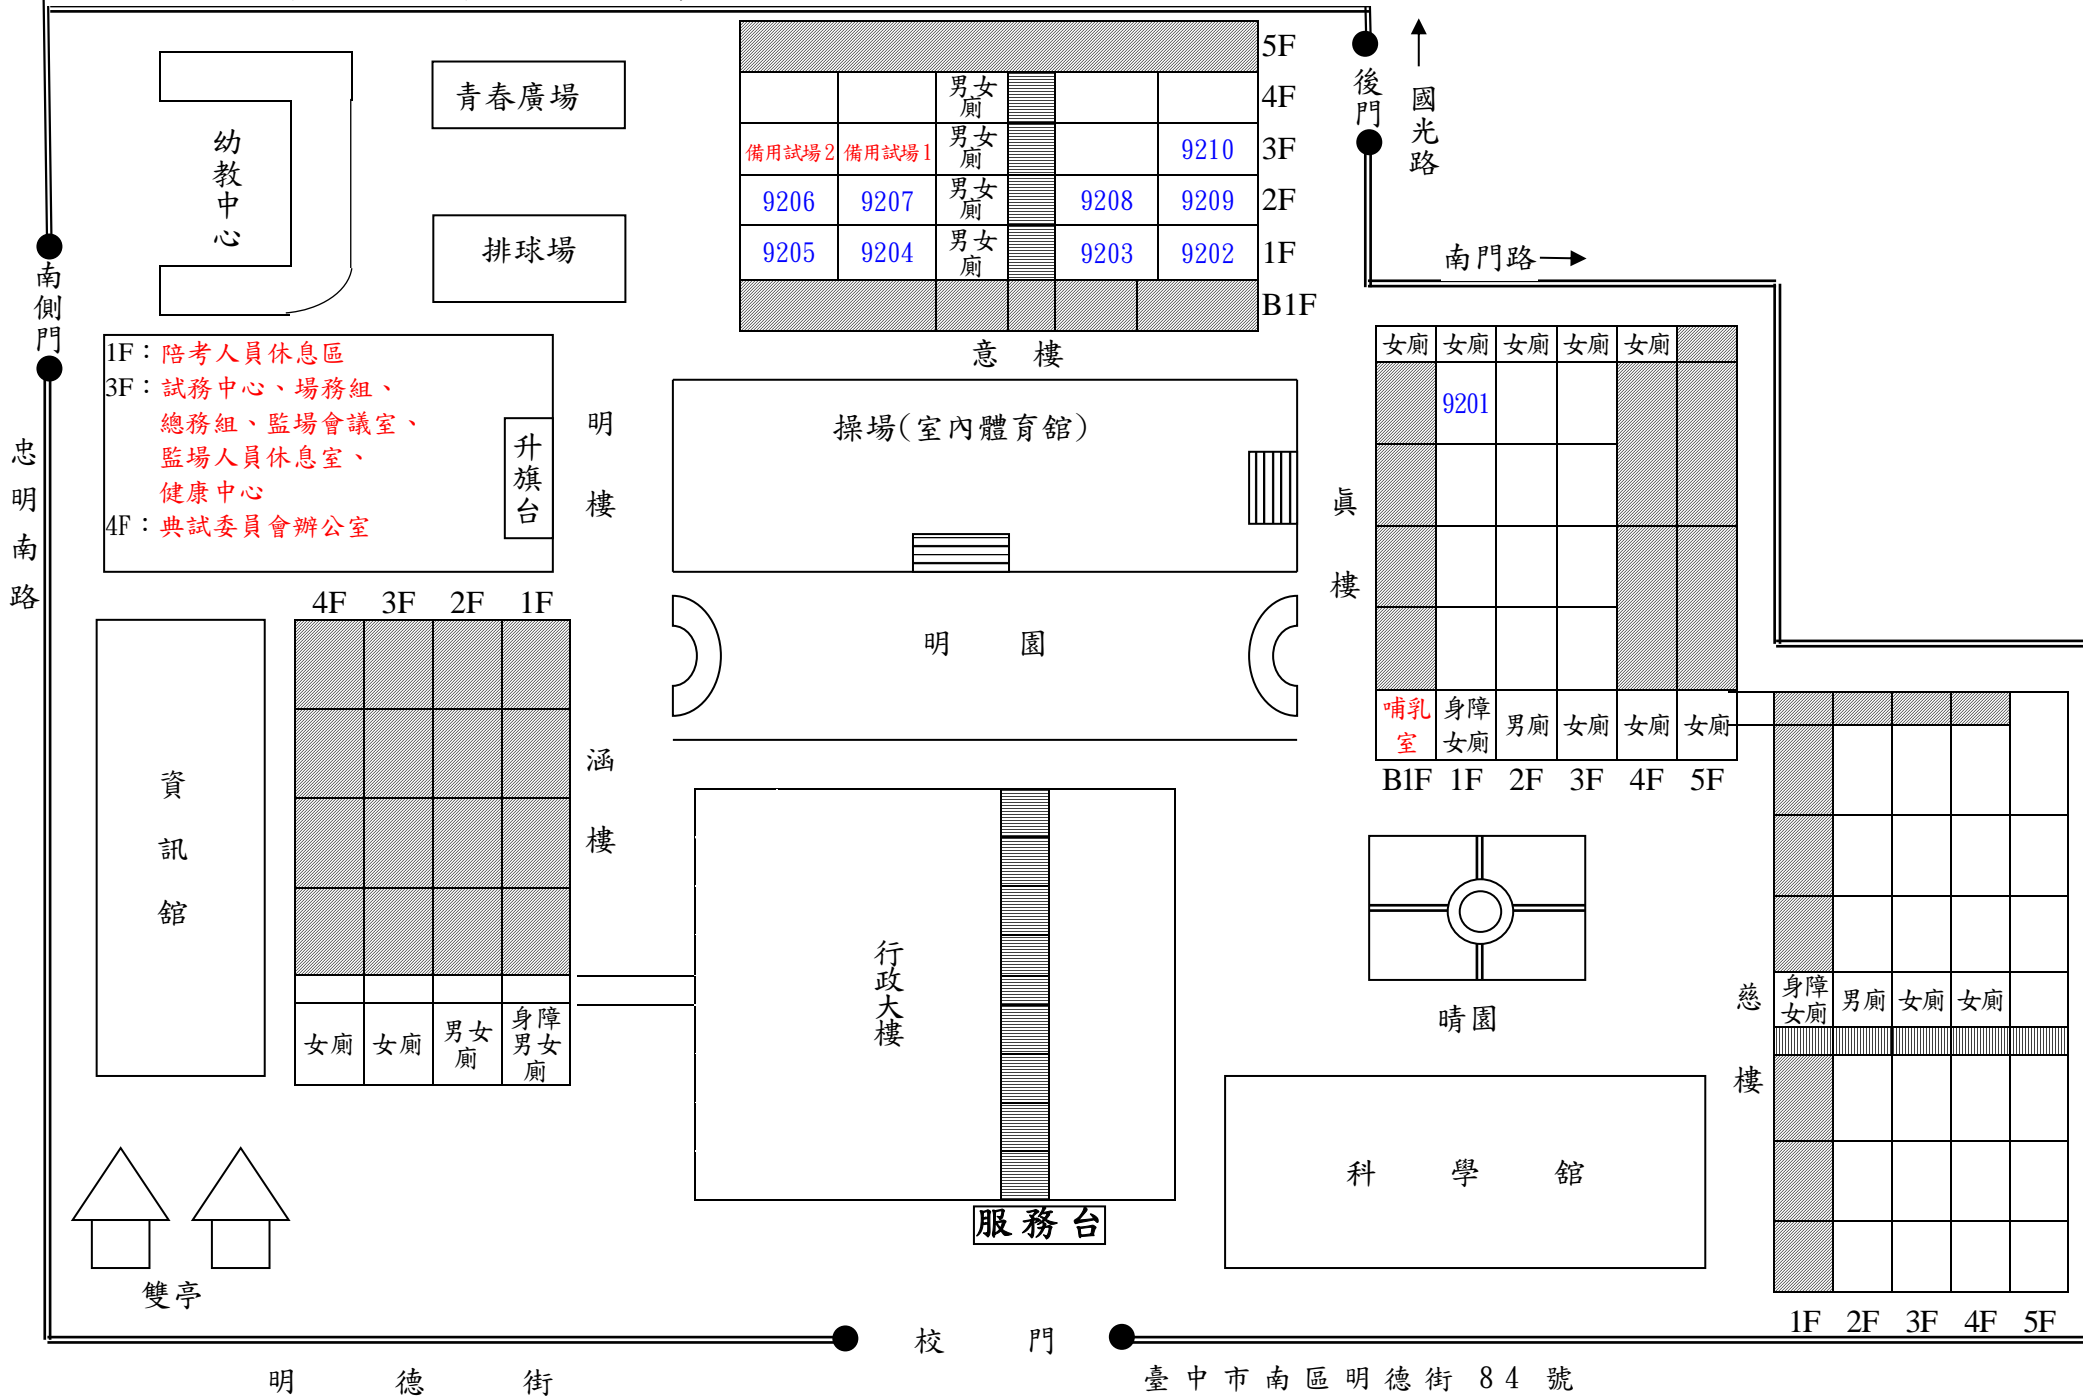 5F
男女廁
4F
備用試場2
備用試場1
男女廁
9210
3F
9206
9207
男女廁
9208
9209
2F
9205
9204
男女廁
9203
9202
1F
B1F
意樓
青春廣場
排球場
幼教中心
後門
國光路
南門路
南側門
忠明南路
1F：陪考人員休息區
3F：試務中心、場務組、
總務組、監場會議室、
監場人員休息室、
健康中心
4F：典試委員會辦公室
升旗台
明樓
操場(室內體育館)
明園
真樓
女廁
女廁
女廁
女廁
女廁
9201
哺乳室
身障女廁
男廁
女廁
女廁
女廁
B1F
1F
2F
3F
4F
5F
4F
3F
2F
1F
涵樓
女廁
女廁
男女廁
身障男女廁
資訊館
行政大樓
服務台
晴園
科學館
慈樓
身障女廁
男廁
女廁
女廁
1F
2F
3F
4F
5F
雙亭
校門
明德街
臺中市南區明德街 84 號